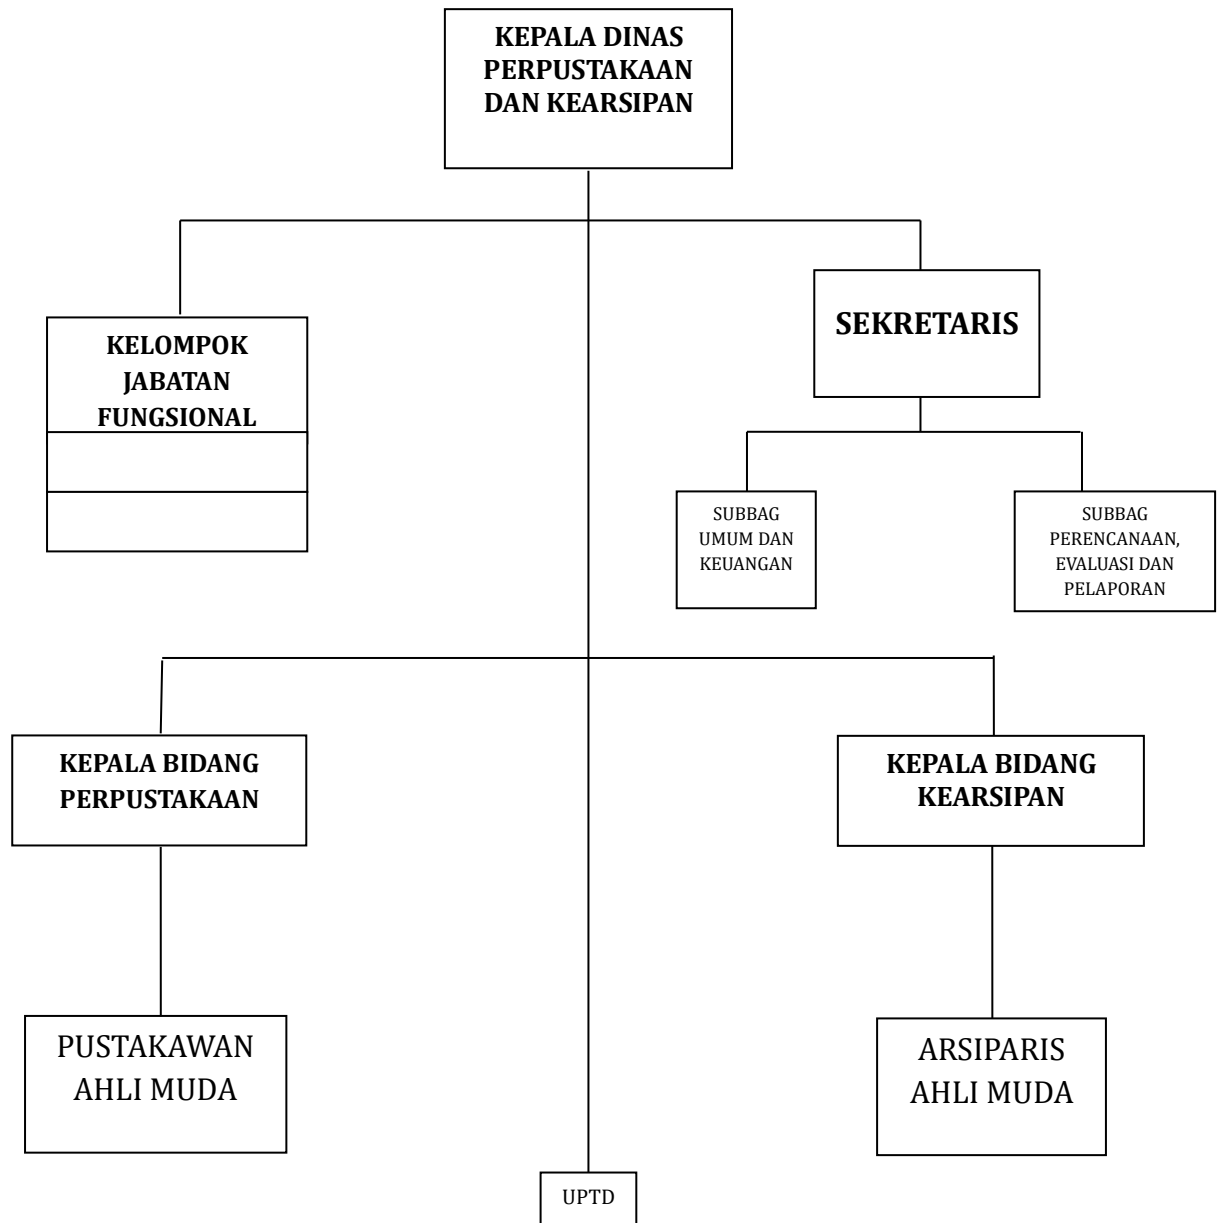 KEPALA DINAS
PERPUSTAKAAN
DAN KEARSIPAN
KELOMPOK
JABATAN
FUNGSIONAL
SEKRETARIS
SUBBAG
UMUM DAN
KEUANGAN
SUBBAG
PERENCANAAN,
EVALUASI DAN
PELAPORAN
KEPALA BIDANG
PERPUSTAKAAN
KEPALA BIDANG
KEARSIPAN
PUSTAKAWAN
AHLI MUDA
ARSIPARIS
AHLI MUDA
UPTD